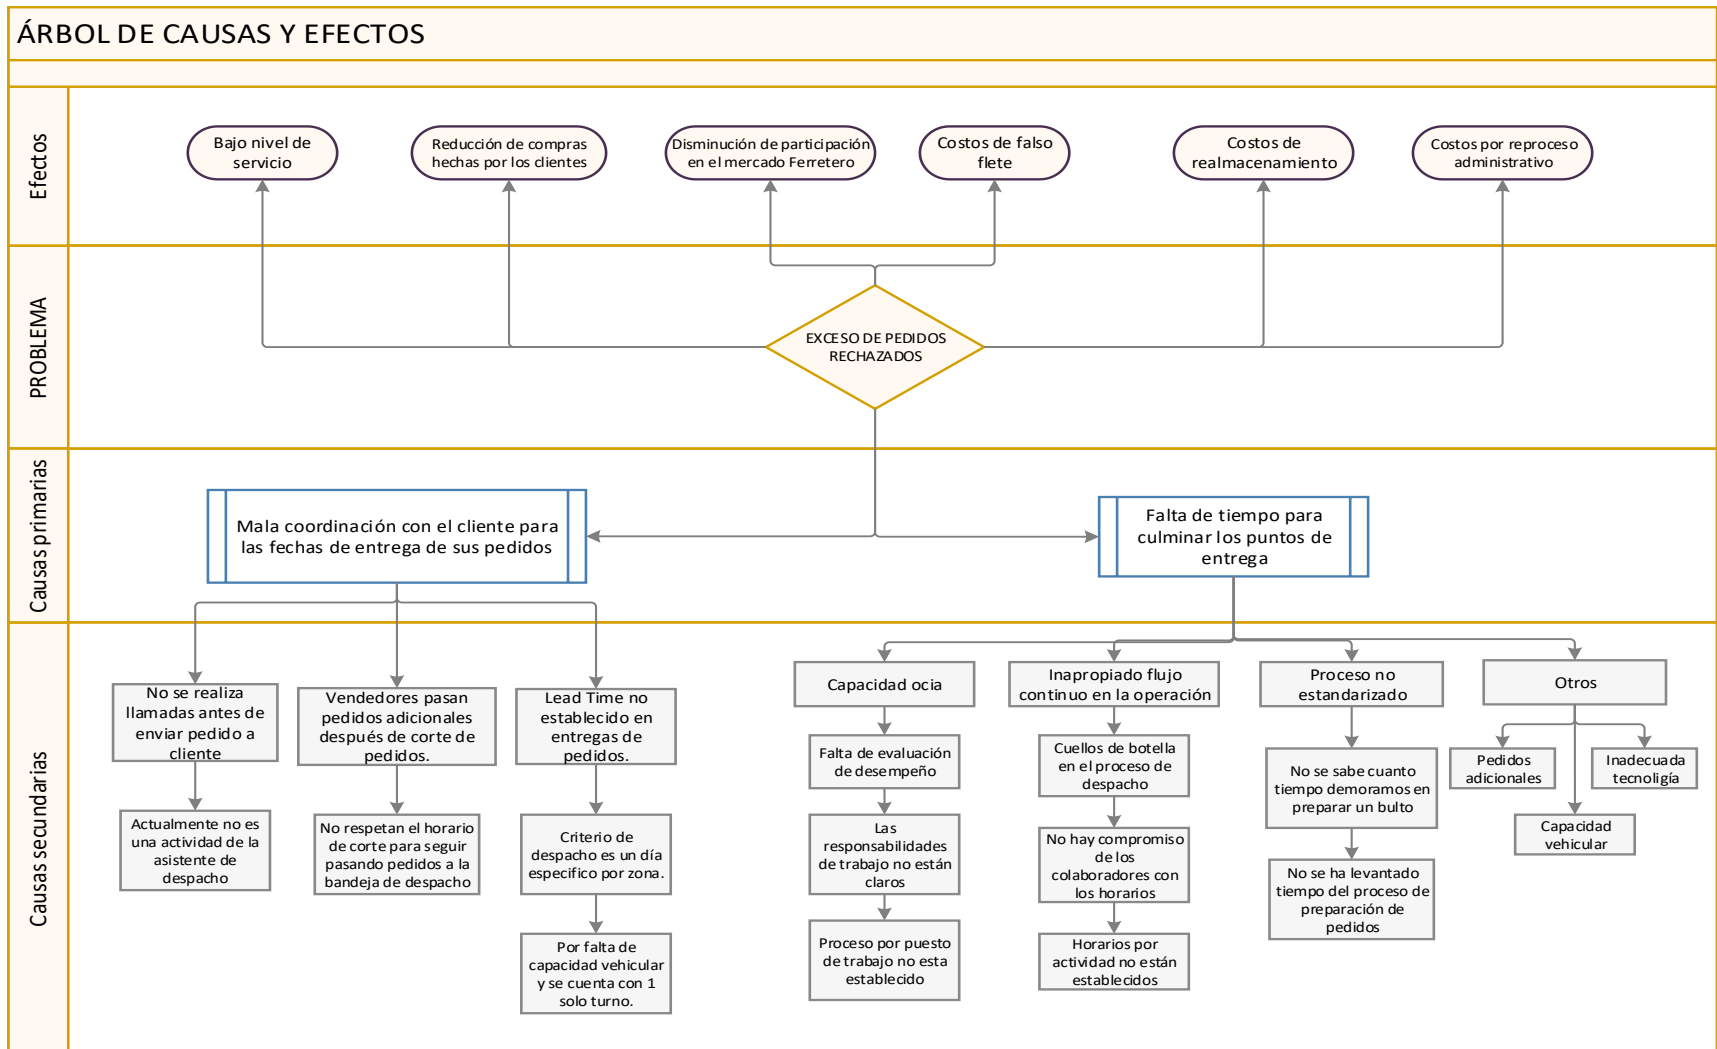 ÁRBOL DE CAUSAS Y EFECTOS
Efectos
Bajo nivel de
servicio
Reducción de compras
hechas por los clientes
Disminución de participación
en el mercado Ferretero
Costos de falso
flete
Costos de
realmacenamiento
Costos por reproceso
administrativo
PROBLEMA
EXCESO DE PEDIDOS
RECHAZADOS
Causas primarias
Mala coordinación con el cliente para
las fechas de entrega de sus pedidos
Falta de tiempo para
culminar los puntos de
entrega
Causas secundarias
No se realiza
llamadas antes de
enviar pedido a
cliente
Actualmente no es
una actividad de la
asistente de
despacho
Vendedores pasan
pedidos adicionales
después de corte de
pedidos.
No respetan el horario
de corte para seguir
pasando pedidos a la
bandeja de despacho
Lead Time no
establecido en
entregas de
pedidos.
Criterio de
despacho es un día
especifico por zona.
Por falta de
capacidad vehicular
y se cuenta con 1
solo turno.
Capacidad ocia
Falta de evaluación
de desempeño
Las
responsabilidades
de trabajo no están
claros
Proceso por puesto
de trabajo no esta
establecido
Inapropiado flujo
continuo en la operación
Cuellos de botella
en el proceso de
despacho
No hay compromiso
de los
colaboradores con
los horarios
Horarios por
actividad no están
establecidos
Proceso no
estandarizado
No se sabe cuanto
tiempo demoramos en
preparar un bulto
No se ha levantado
tiempo del proceso de
preparación de
pedidos
Otros
Pedidos
adicionales
Inadecuada
tecnoligía
Capacidad
vehicular